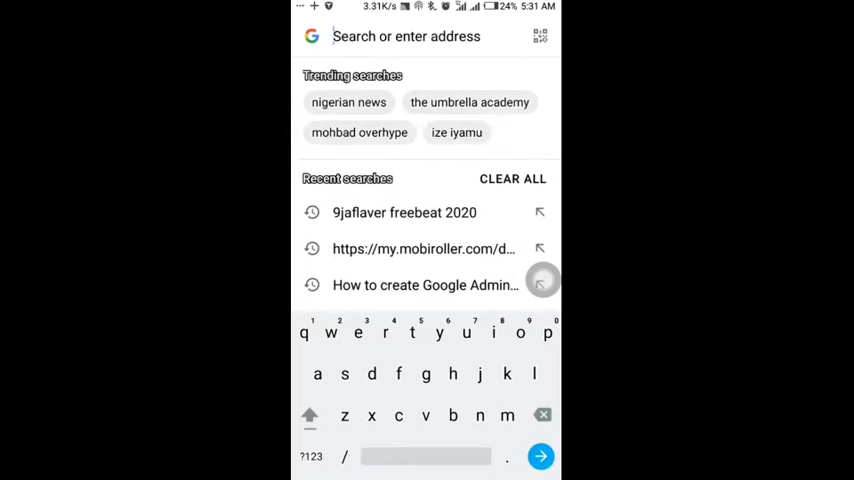 3.31K/s 24% 5:31 AM
Search or enter address
Trending searches
nigerian news the umbrella academy
mohbad overhype ize iyamu
Recent searches CLEAR ALL
9jaflaver freebeat 2020
https://my.mobiroller.com/d...
How to create Google Admin...
1 2 3 4 5 6 7 8 9 0
q w e r t y u i o p
a s d f g h j k l
z x c v b n m
?123 / .